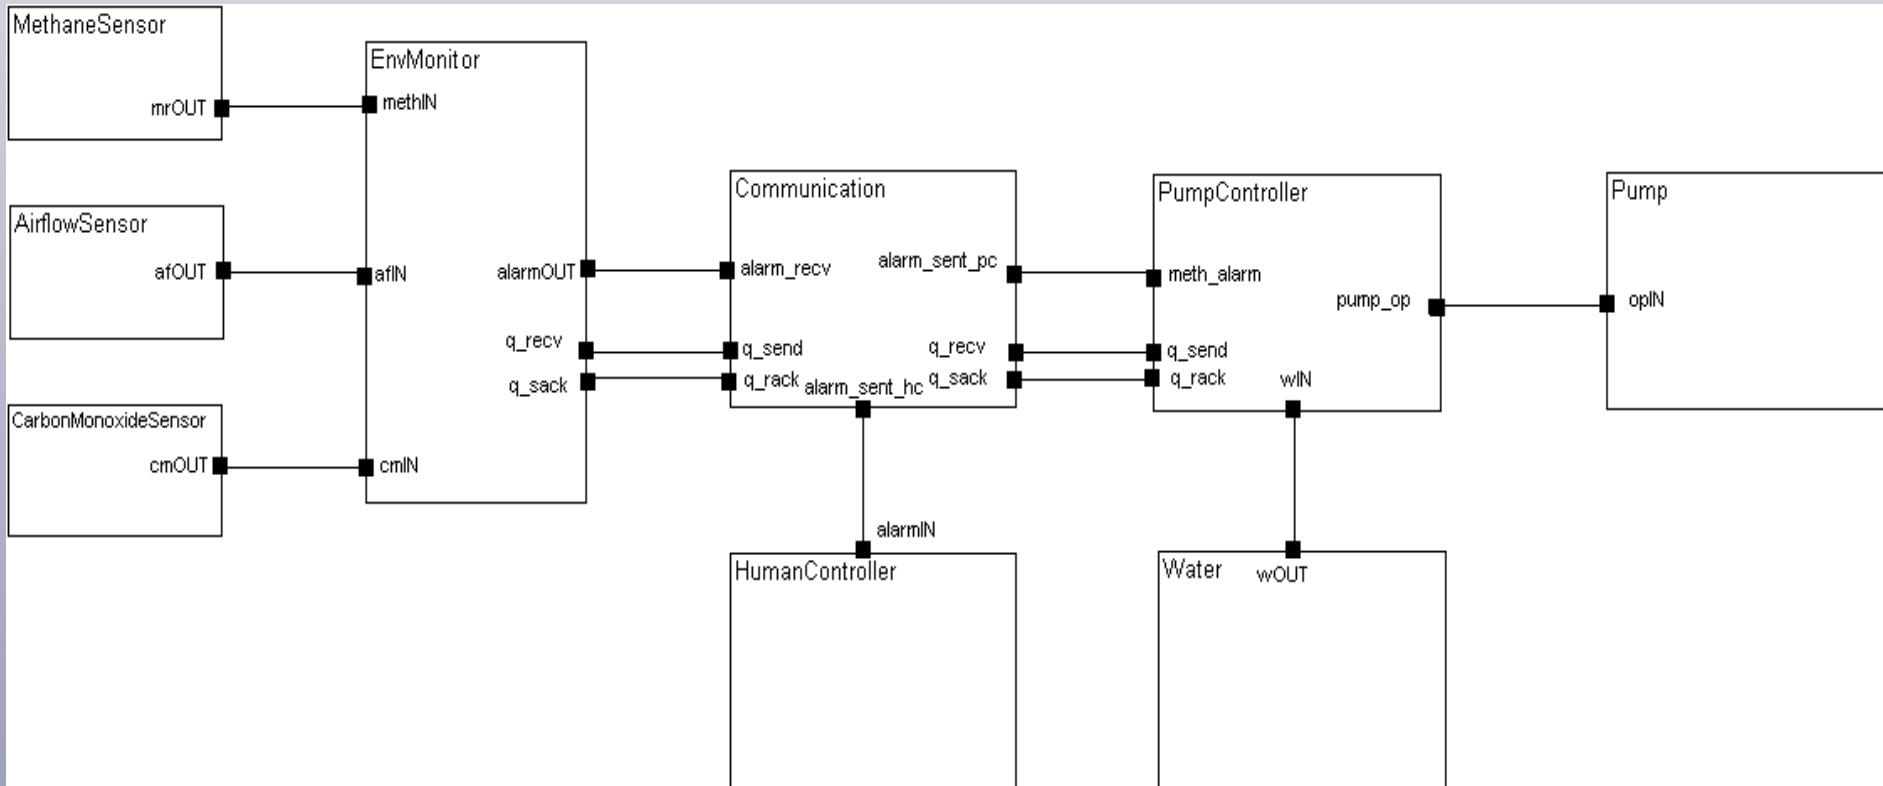 MethaneSensor
mrOUT
AirflowSensor
afOUT
CarbonMonoxideSensor
cmOUT
EnvMonitor
methIN
afIN
cmIN
alarmOUT
q_recv
q_sack
Communication
alarm_recv
q_send
q_rack
alarm_sent_pc
q_recv
q_sack
alarm_sent_hc
PumpController
meth_alarm
q_send
q_rack
pump_op
wIN
Pump
opIN
alarmIN
HumanController
Water
wOUT